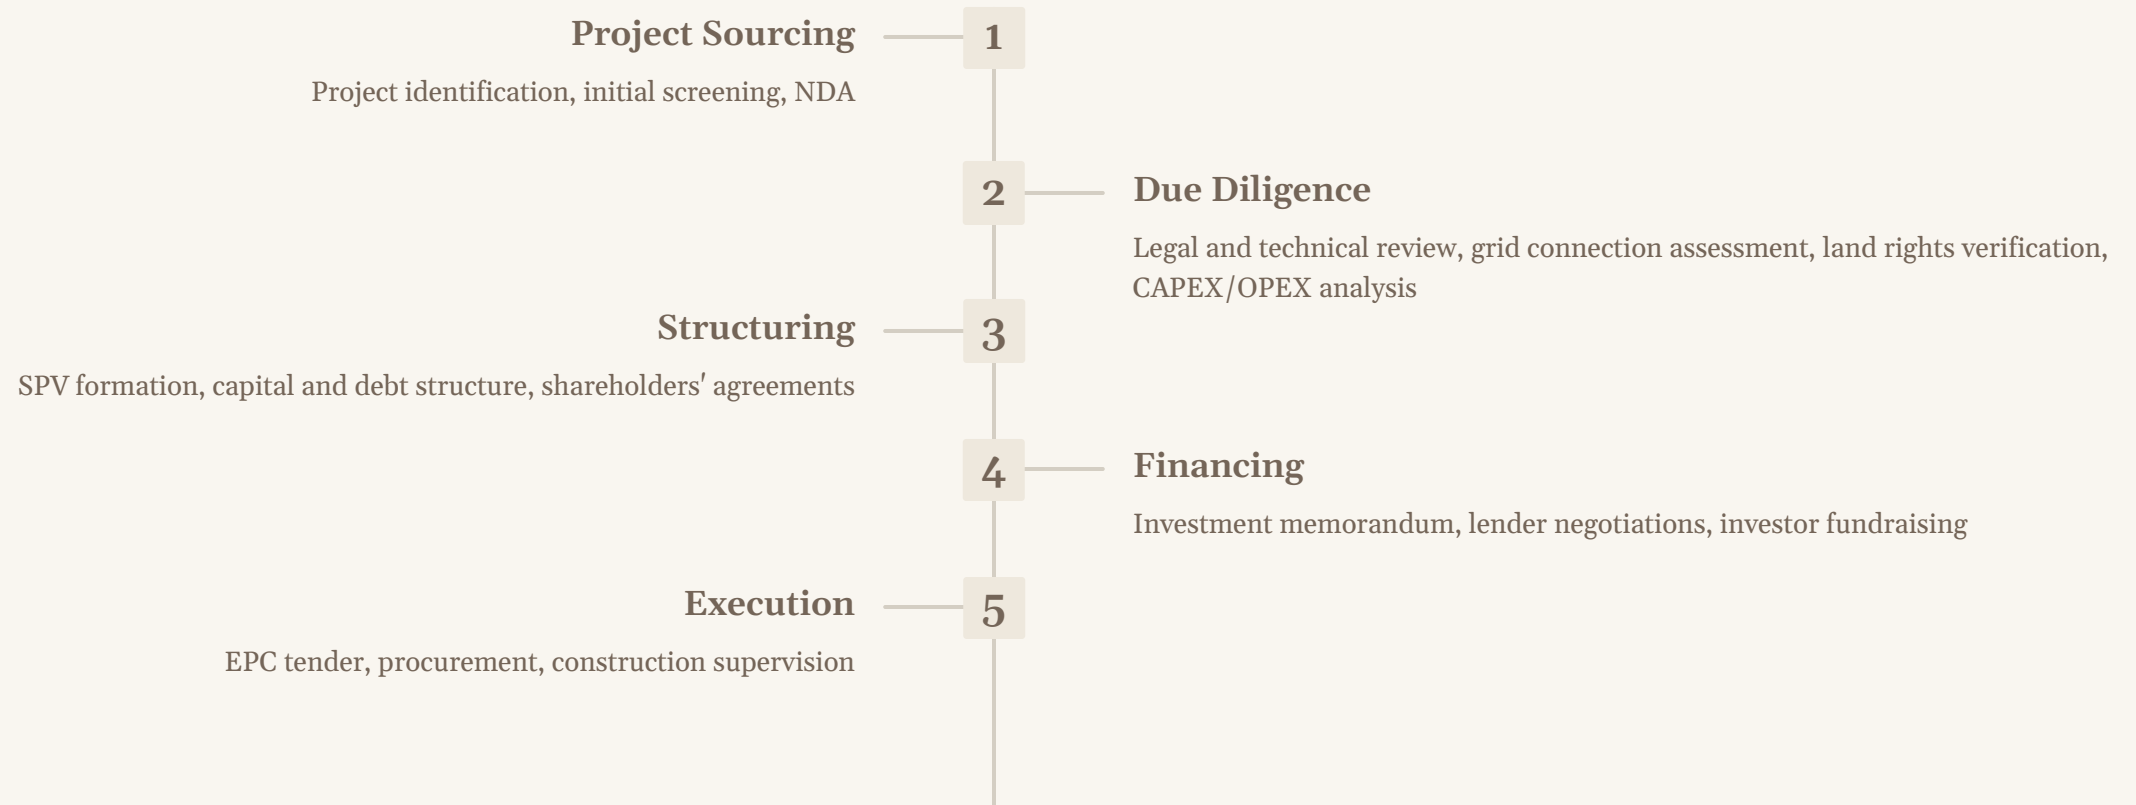 Project Sourcing
1
Project identification, initial screening, NDA
2
Due Diligence
Legal and technical review, grid connection assessment, land rights verification,
CAPEX/OPEX analysis
Structuring
3
SPV formation, capital and debt structure, shareholders' agreements
4
Financing
Investment memorandum, lender negotiations, investor fundraising
Execution
5
EPC tender, procurement, construction supervision